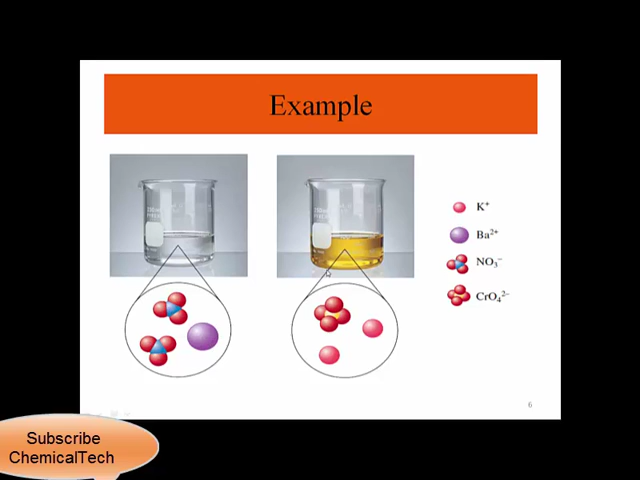 Example
K⁺
Ba²⁺
NO₃⁻
CrO₄²⁻
6
Subscribe
ChemicalTech